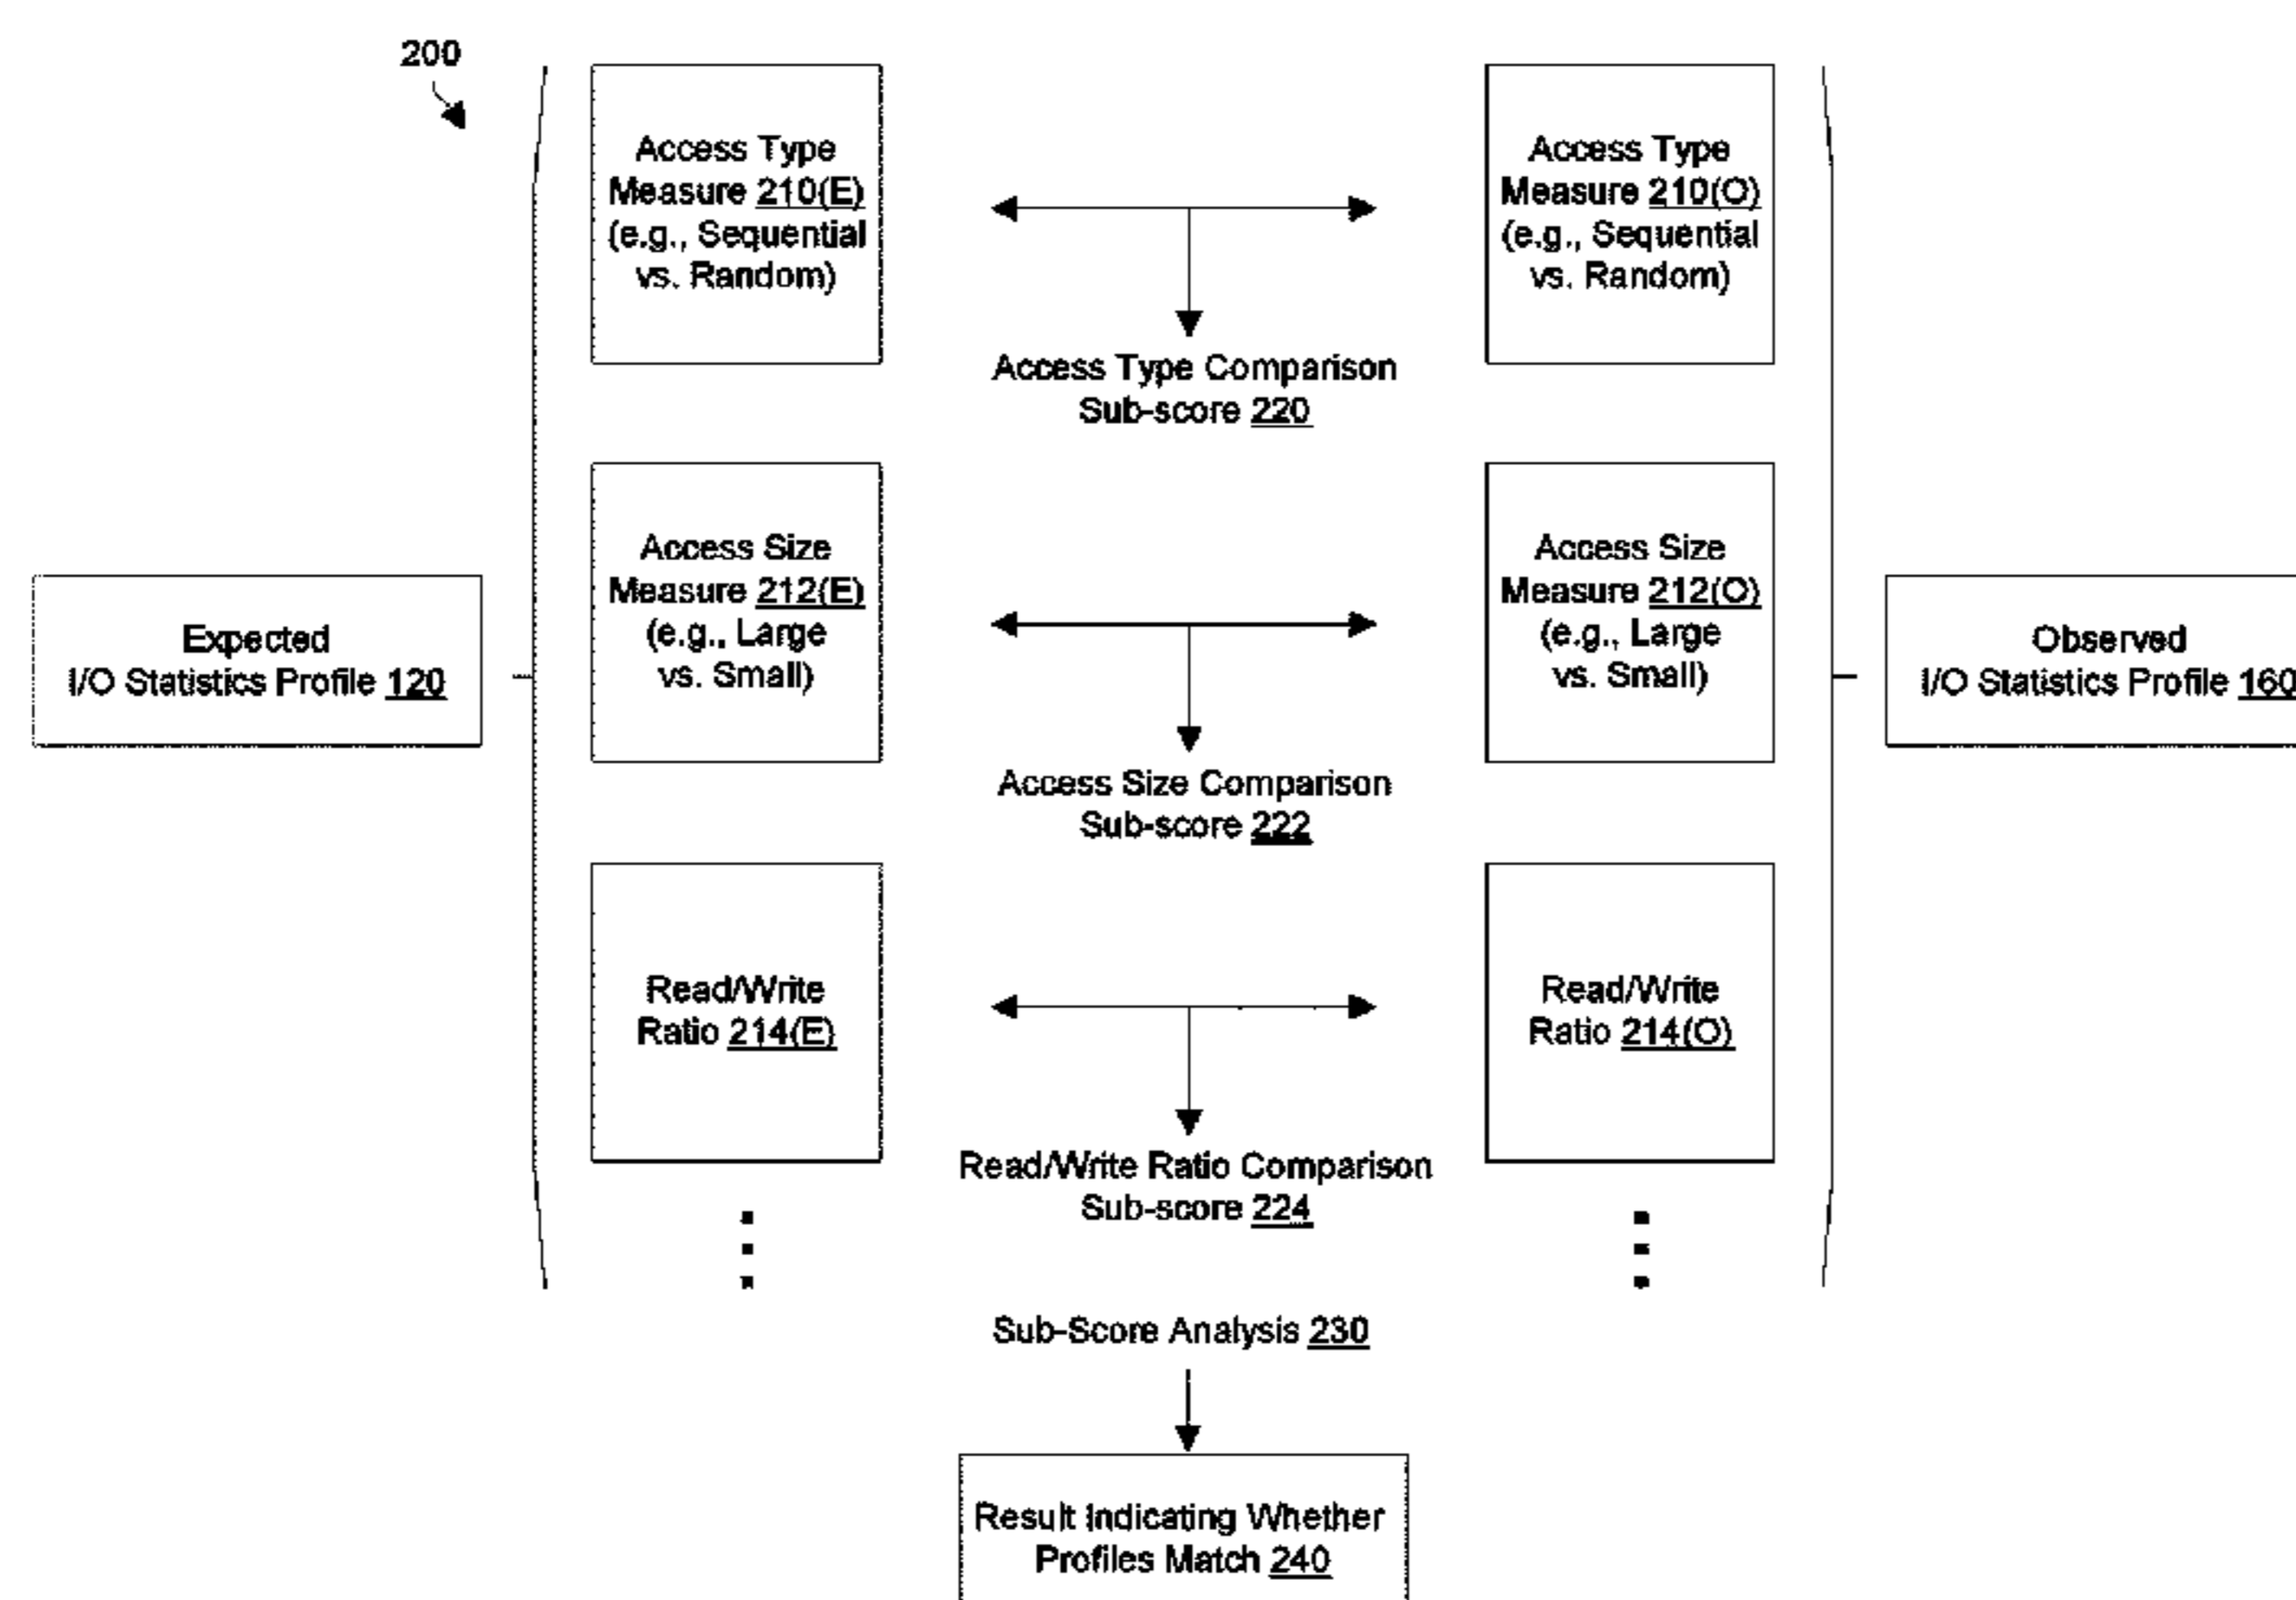 200
Access Type
Measure 210(E)
(e.g., Sequential
vs. Random)
Access Type
Measure 210(O)
(e.g., Sequential
vs. Random)
Access Type Comparison
Sub-score 220
Access Size
Measure 212(E)
(e.g., Large
vs. Small)
Access Size
Measure 212(O)
(e.g., Large
vs. Small)
Expected
I/O Statistics Profile 120
Observed
I/O Statistics Profile 160
Access Size Comparison
Sub-score 222
Read/Write
Ratio 214(E)
Read/Write
Ratio 214(O)
Read/Write Ratio Comparison
Sub-score 224
Sub-Score Analysis 230
Result Indicating Whether
Profiles Match 240